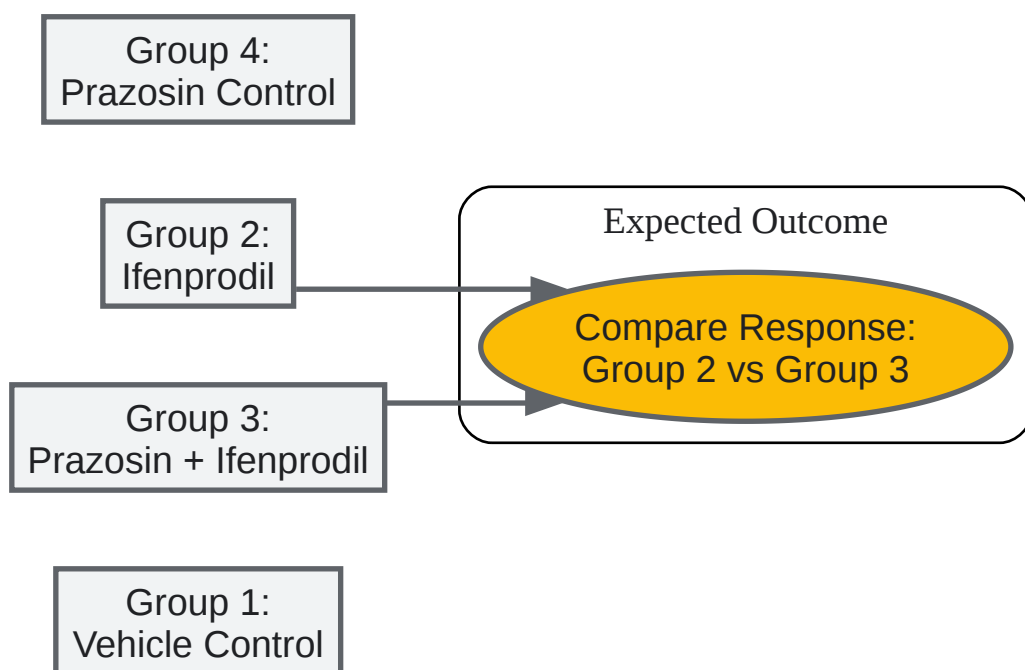 Group 4:
Prazosin Control
Group 2:
Ifenprodil
Expected Outcome
Compare Response:
Group 2 vs Group 3
Group 3:
Prazosin + Ifenprodil
Group 1:
Vehicle Control